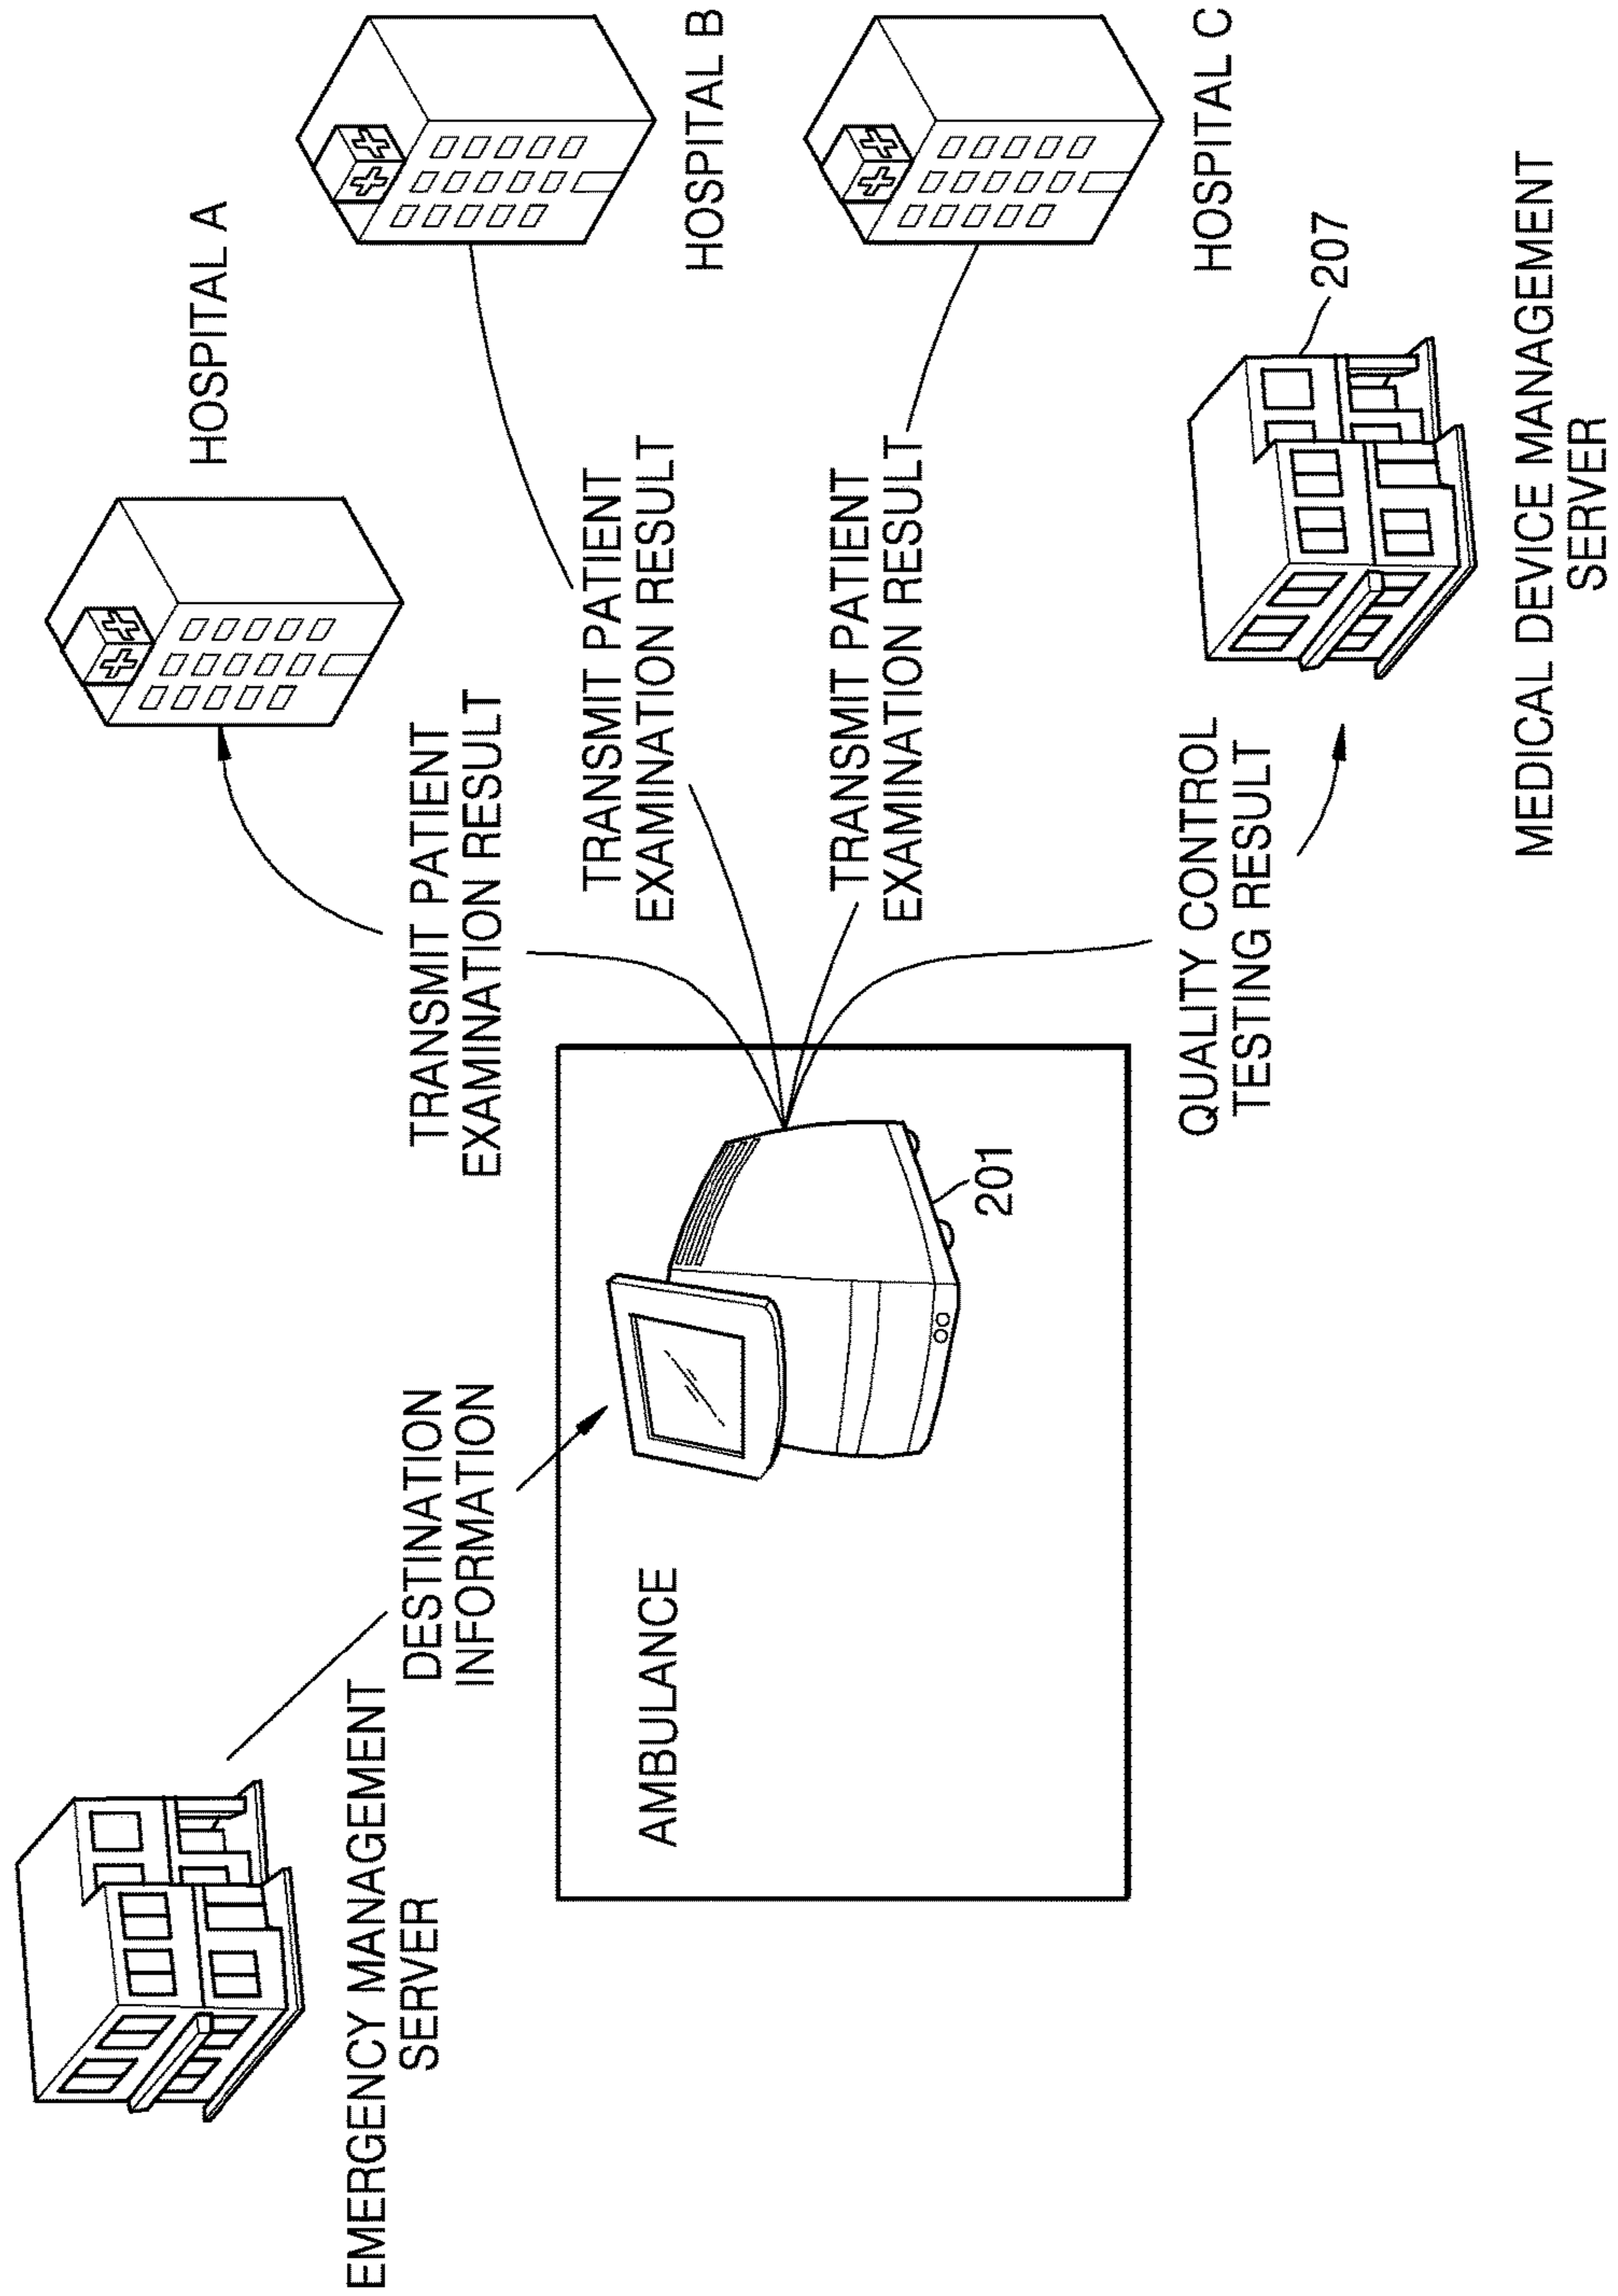 EMERGENCY MANAGEMENT
SERVER
DESTINATION
INFORMATION
AMBULANCE
201
TRANSMIT PATIENT
EXAMINATION RESULT
HOSPITAL A
TRANSMIT PATIENT
EXAMINATION RESULT
HOSPITAL B
TRANSMIT PATIENT
EXAMINATION RESULT
HOSPITAL C
QUALITY CONTROL
TESTING RESULT
207
MEDICAL DEVICE MANAGEMENT
SERVER